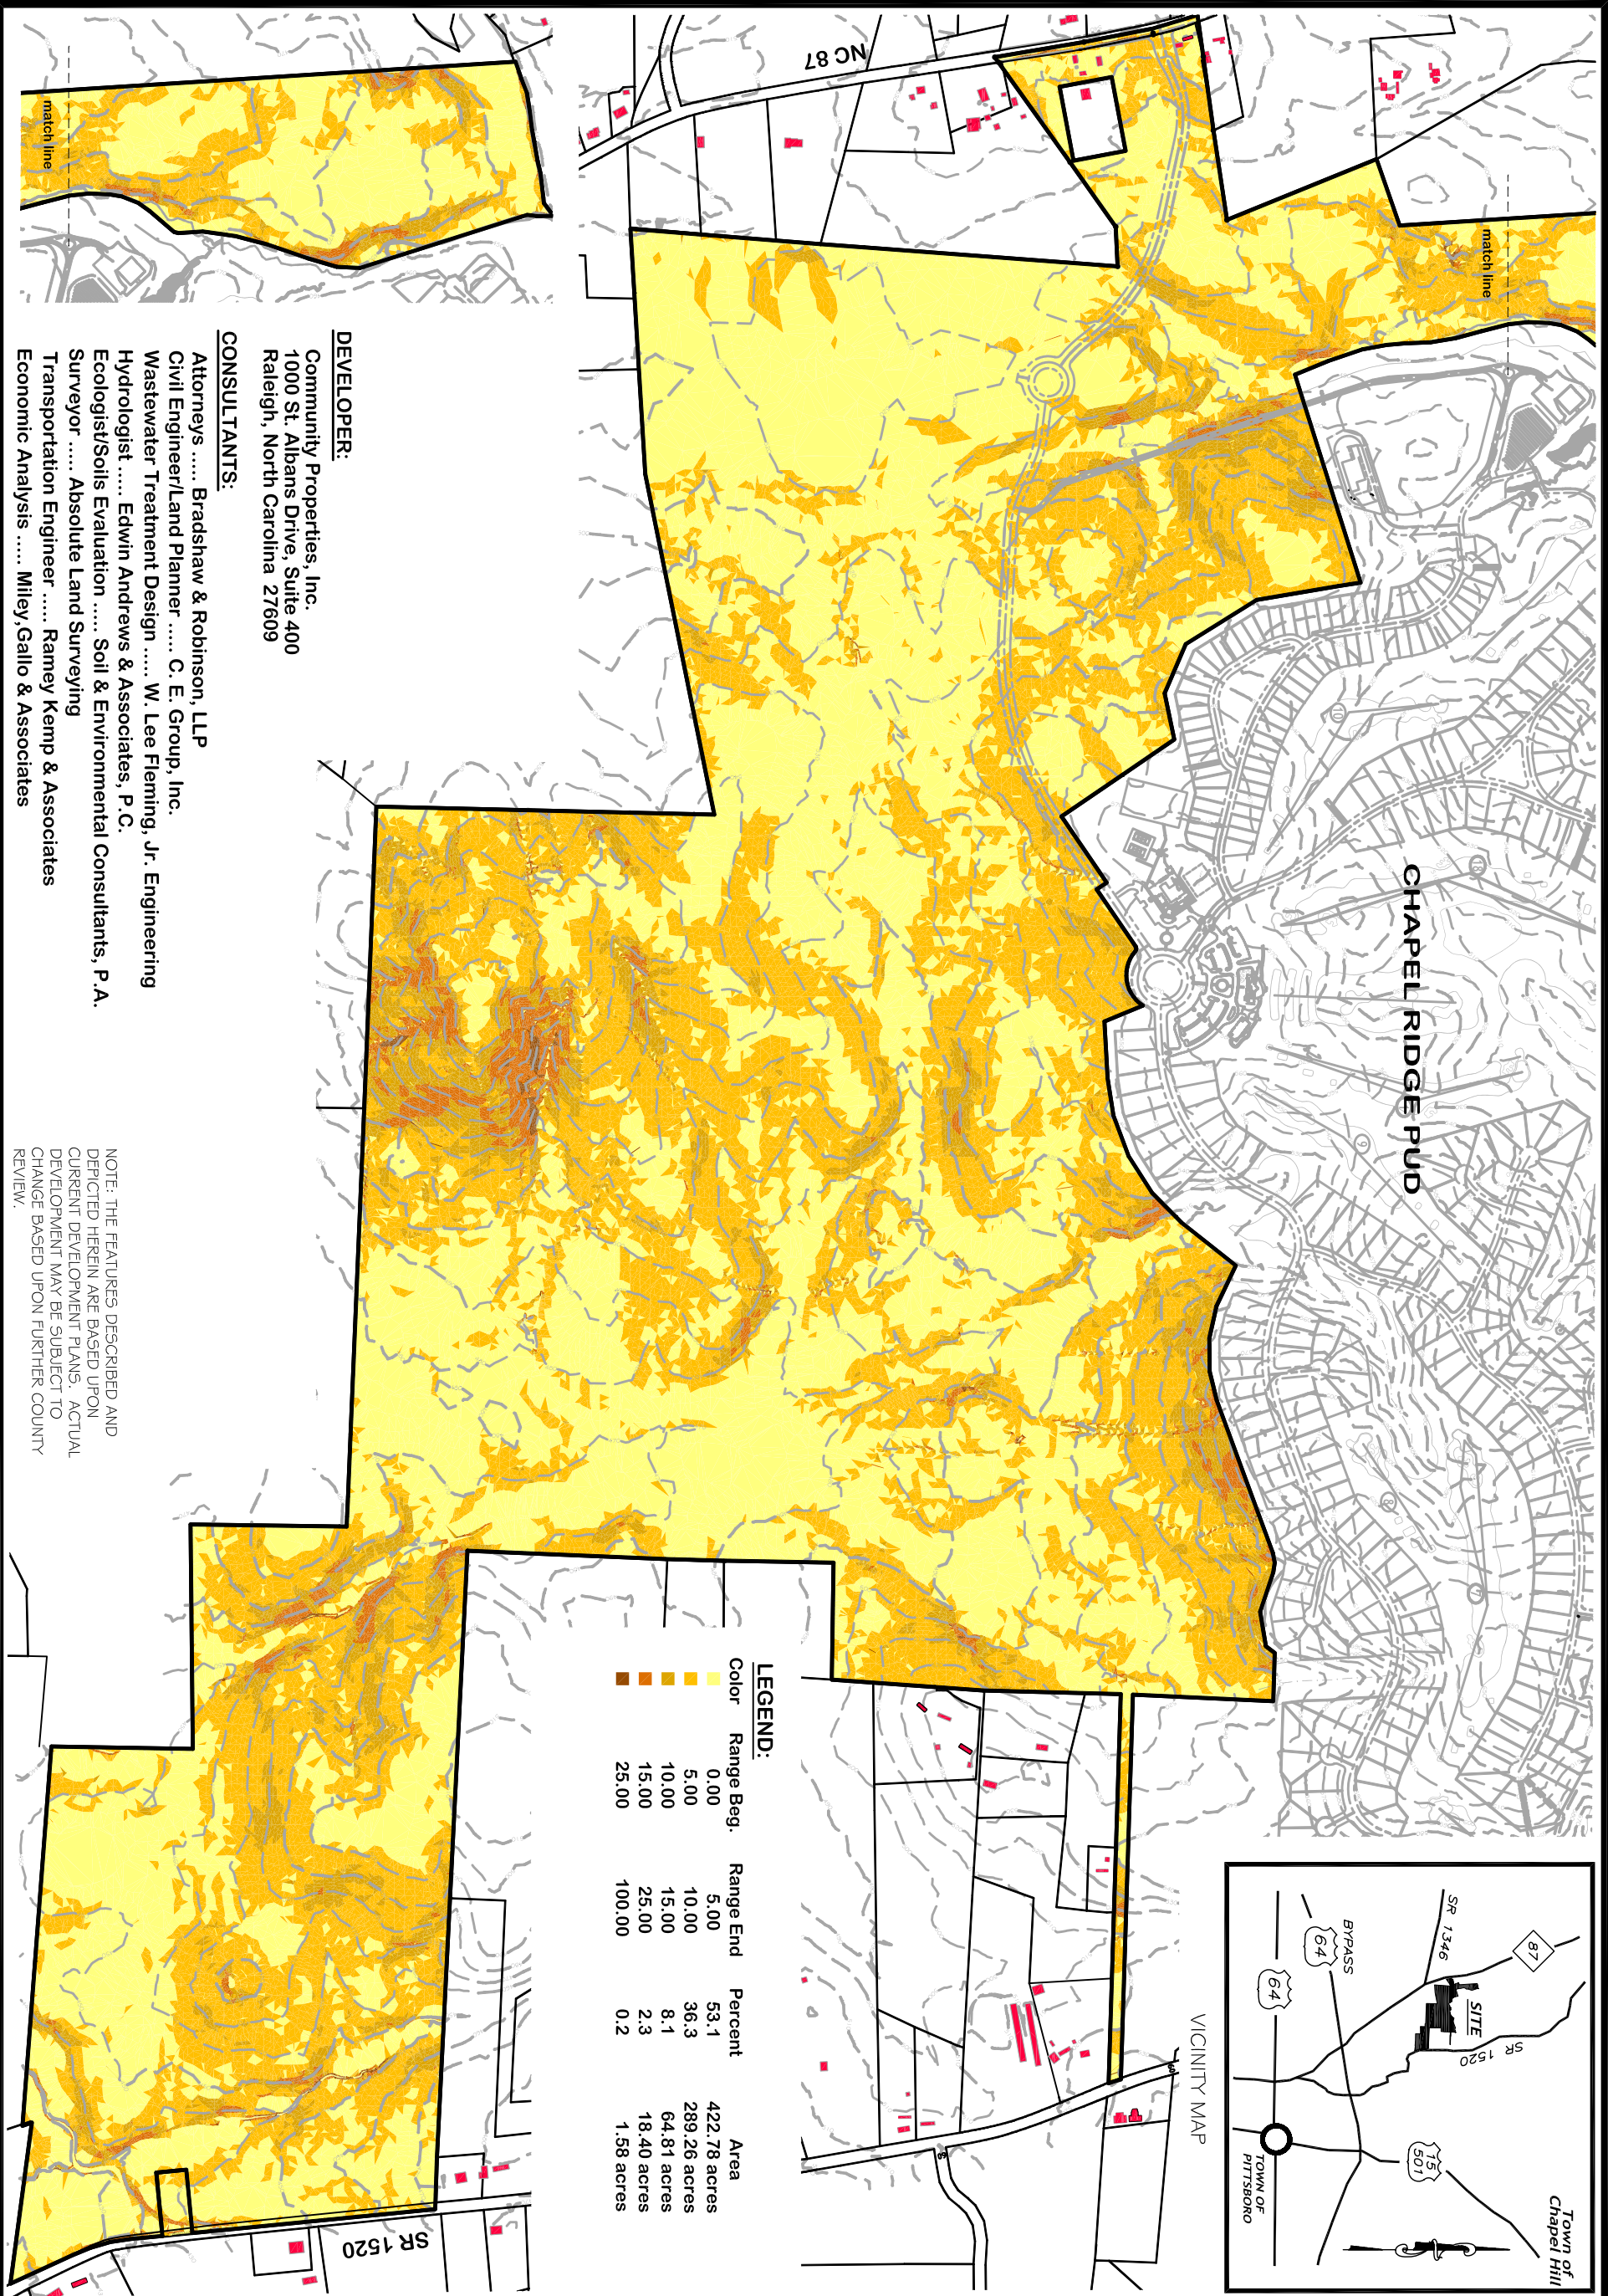 CHAPEL RIDGE PUD
NC 87
match line
match line
SR 1520
DEVELOPER:
Community Properties, Inc.
1000 St. Albans Drive, Suite 400
Raleigh, North Carolina 27609
CONSULTANTS:
Attorneys ..... Bradshaw & Robinson, LLP
Civil Engineer/Land Planner ..... C. E. Group, Inc.
Wastewater Treatment Design ..... W. Lee Fleming, Jr. Engineering
Hydrologist ..... Edwin Andrews & Associates, P.C.
Ecologist/Soils Evaluation ..... Soil & Environmental Consultants, P.A.
Surveyor ..... Absolute Land Surveying
Transportation Engineer ..... Ramey Kemp & Associates
Economic Analysis ..... Miley,Gallo & Associates
NOTE: THE FEATURES DESCRIBED AND
DEPICTED HEREIN ARE BASED UPON
CURRENT DEVELOPMENT PLANS. ACTUAL
DEVELOPMENT MAY BE SUBJECT TO
CHANGE BASED UPON FURTHER COUNTY
REVIEW.
LEGEND:
Color Range Beg. Range End Percent Area
0.00 5.00 53.1 422.78 acres
5.00 10.00 36.3 289.26 acres
10.00 15.00 8.1 64.81 acres
15.00 25.00 2.3 18.40 acres
25.00 100.00 0.2 1.58 acres
Town of
Chapel Hill
87
SR 1346
SITE
SR 1520
BYPASS
64
64
15
501
TOWN OF
PITTSBORO
VICINITY MAP
10
18
9
8
7